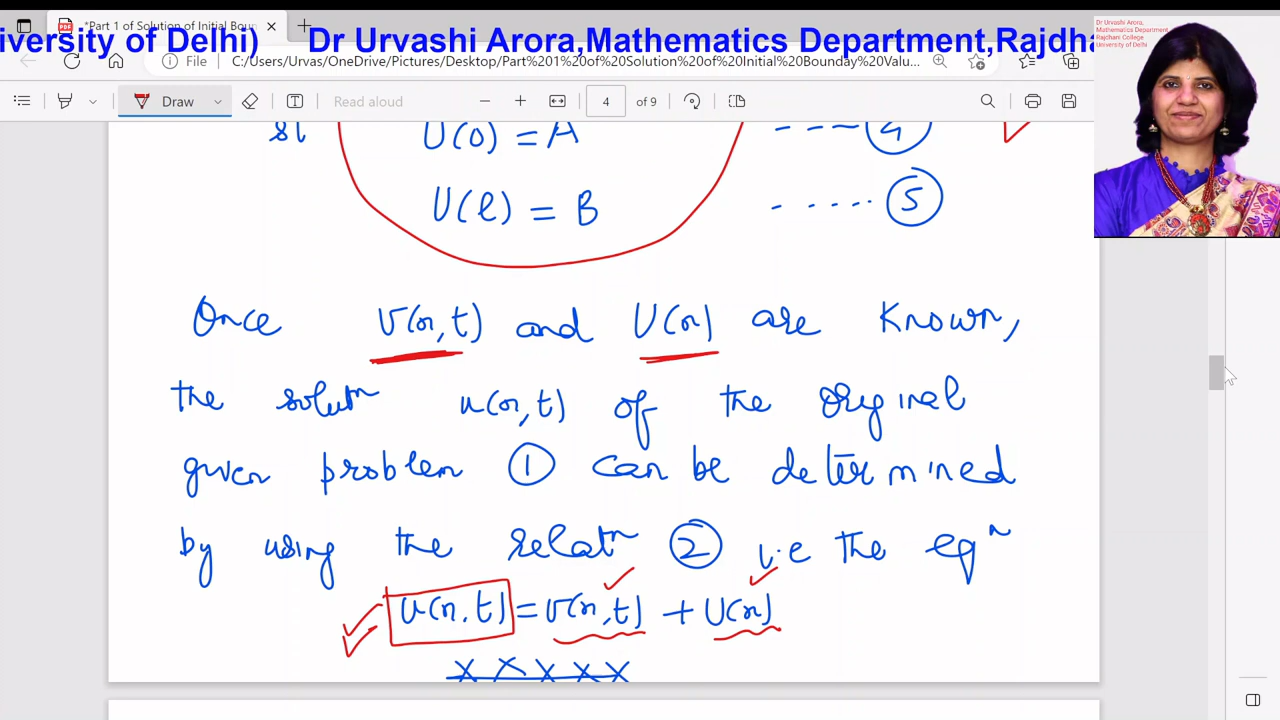 *Part 1 of Solution of Initial Bou
iversity of Delhi) Dr Urvashi Arora,Mathematics Department,Rajdha
Dr Urvashi Arora,
Mathematics Department
Rajdhani College
University of Delhi
File C:/Users/Urvas/OneDrive/Pictures/Desktop/Part%201%20of%20Solution%20of%20Initial%20Bounday%20Valu...
Draw Read aloud 4 of 9
st U(0) = A ---- 4
U(l) = B ..... 5
Once v(x,t) and U(x) are known,
the solutn u(x,t) of the original
given problem 1 can be determined
by using the relatn 2 i.e the eqn
u(x,t) = v(x,t) + U(x)
x x x x x